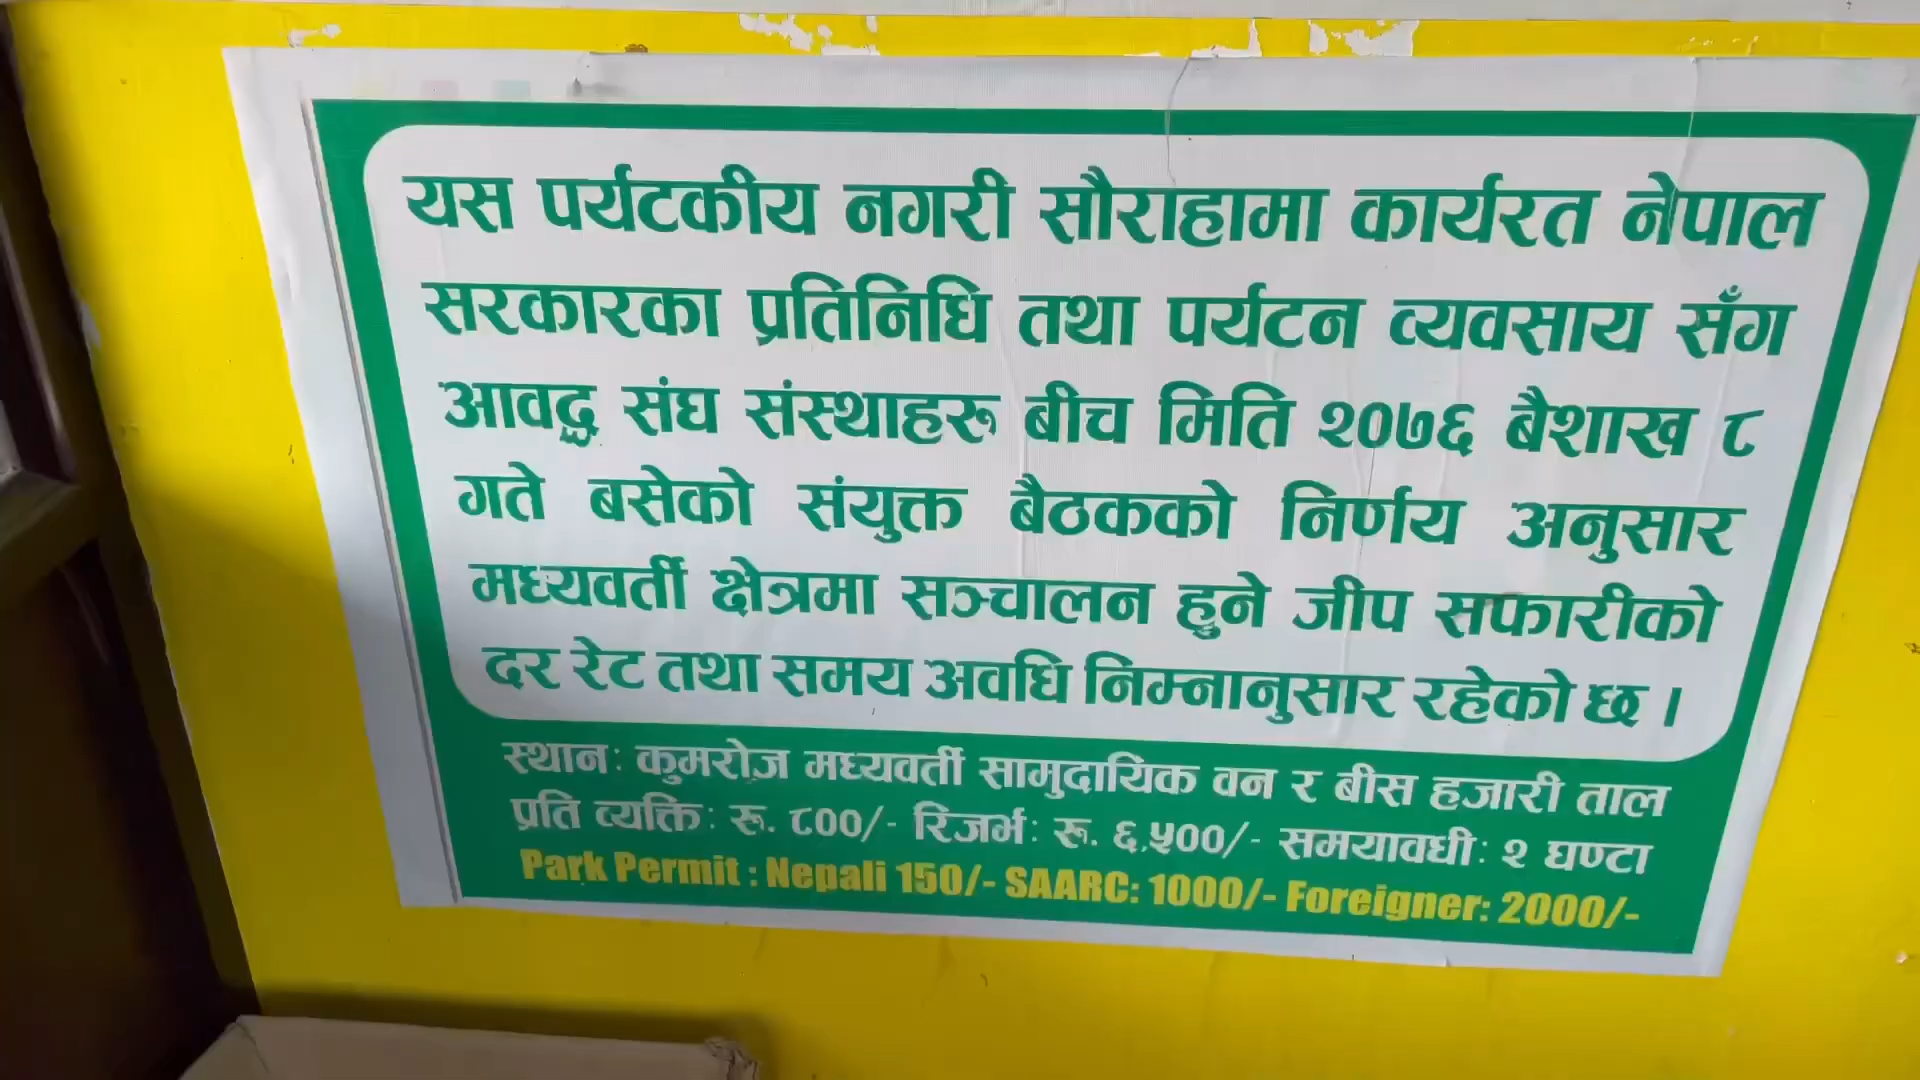 यस पर्यटकीय नगरी सौराहामा कार्यरत नेपाल
सरकारका प्रतिनिधि तथा पर्यटन व्यवसाय सँग
आवद्ध संघ संस्थाहरु बीच मिति २०७६ बैशाख ८
गते बसेको संयुक्त बैठकको निर्णय अनुसार
मध्यवर्ती क्षेत्रमा सञ्चालन हुने जीप सफारीको
दर रेट तथा समय अवधि निम्नानुसार रहेको छ ।
स्थान: कुमरोज मध्यवर्ती सामुदायिक वन र बीस हजारी ताल
प्रति व्यक्ति: रू. ८००/- रिजर्भ: रू. ६,५००/- समयावधी: २ घण्टा
Park Permit : Nepali 150/- SAARC: 1000/- Foreigner: 2000/-